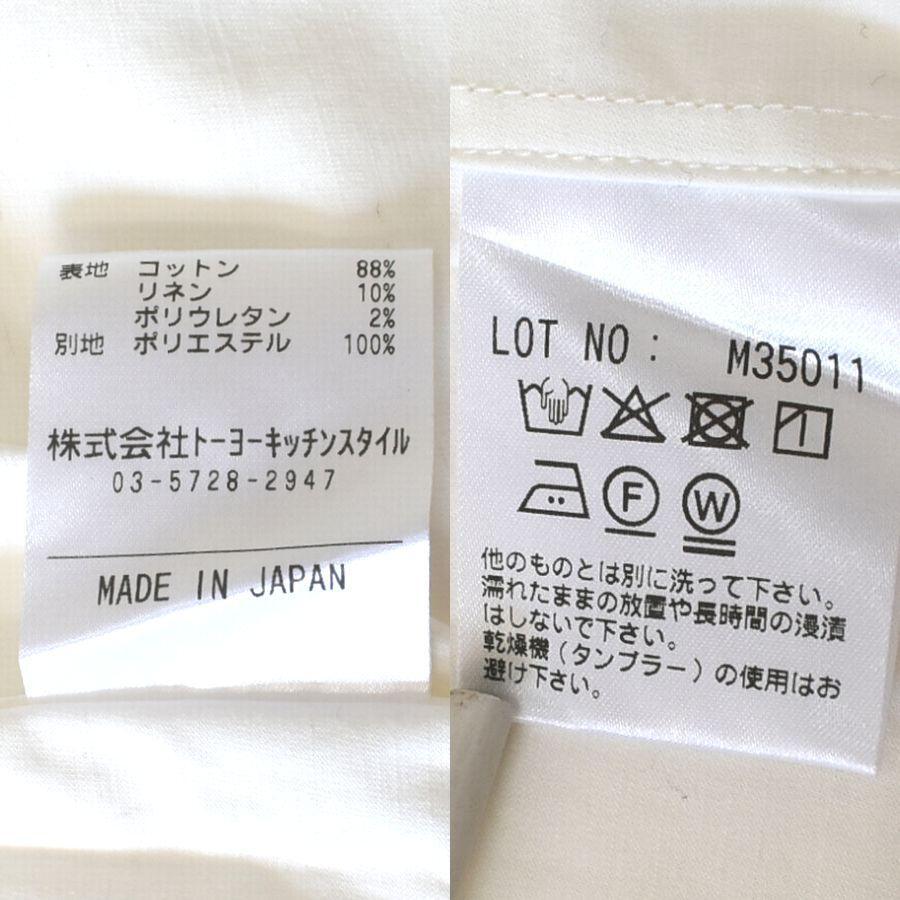 表地 コットン 88%
リネン 10%
ポリウレタン 2%
別地 ポリエステル 100%
株式会社トーヨーキッチンスタイル
03-5728-2947
MADE IN JAPAN
LOT NO : M35011
F W
他のものとは別に洗って下さい。
濡れたままの放置や長時間の浸漬
はしないで下さい。
乾燥機(タンブラー)の使用はお
避け下さい。